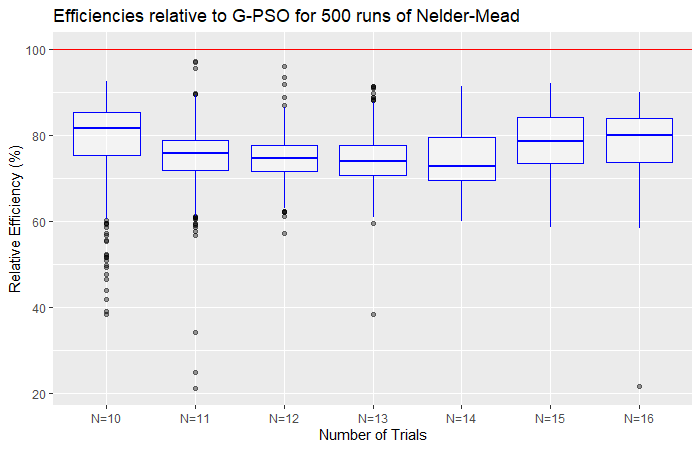 Efficiencies relative to G-PSO for 500 runs of Nelder-Mead
Relative Efficiency (%)
100
80
60
40
20
N=10 N=11 N=12 N=13 N=14 N=15 N=16
Number of Trials